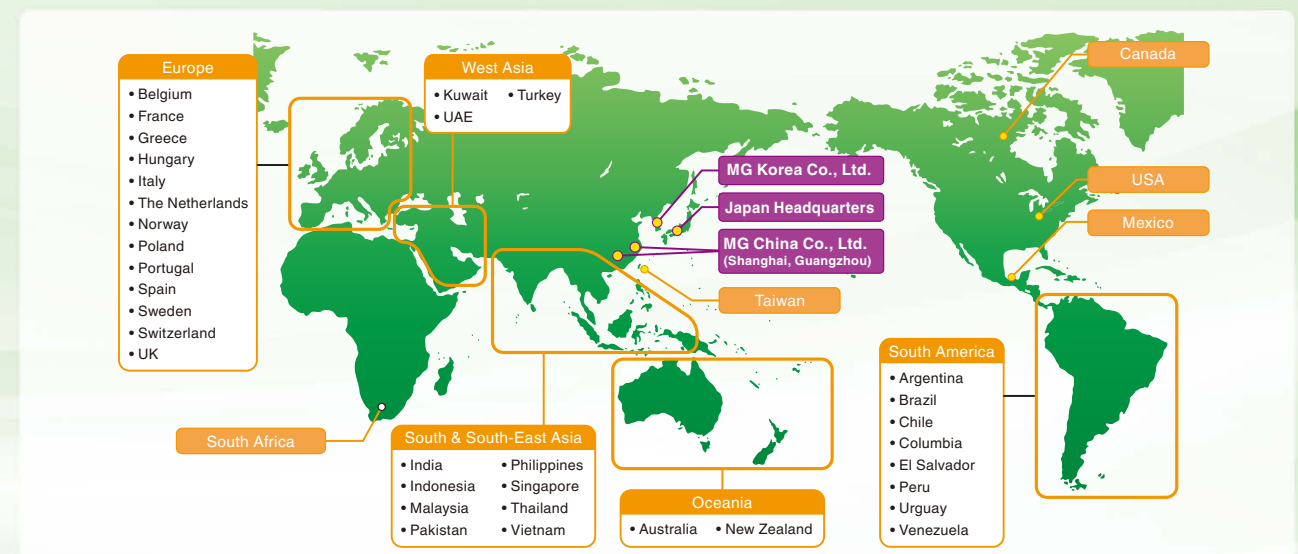 Europe
• Belgium
• France
• Greece
• Hungary
• Italy
• The Netherlands
• Norway
• Poland
• Portugal
• Spain
• Sweden
• Switzerland
• UK
West Asia
• Kuwait • Turkey
• UAE
Canada
MG Korea Co., Ltd.
USA
Japan Headquarters
Mexico
MG China Co., Ltd.
(Shanghai, Guangzhou)
Taiwan
South Africa
South & South-East Asia
• India • Philippines
• Indonesia • Singapore
• Malaysia • Thailand
• Pakistan • Vietnam
Oceania
• Australia • New Zealand
South America
• Argentina
• Brazil
• Chile
• Columbia
• El Salvador
• Peru
• Urguay
• Venezuela